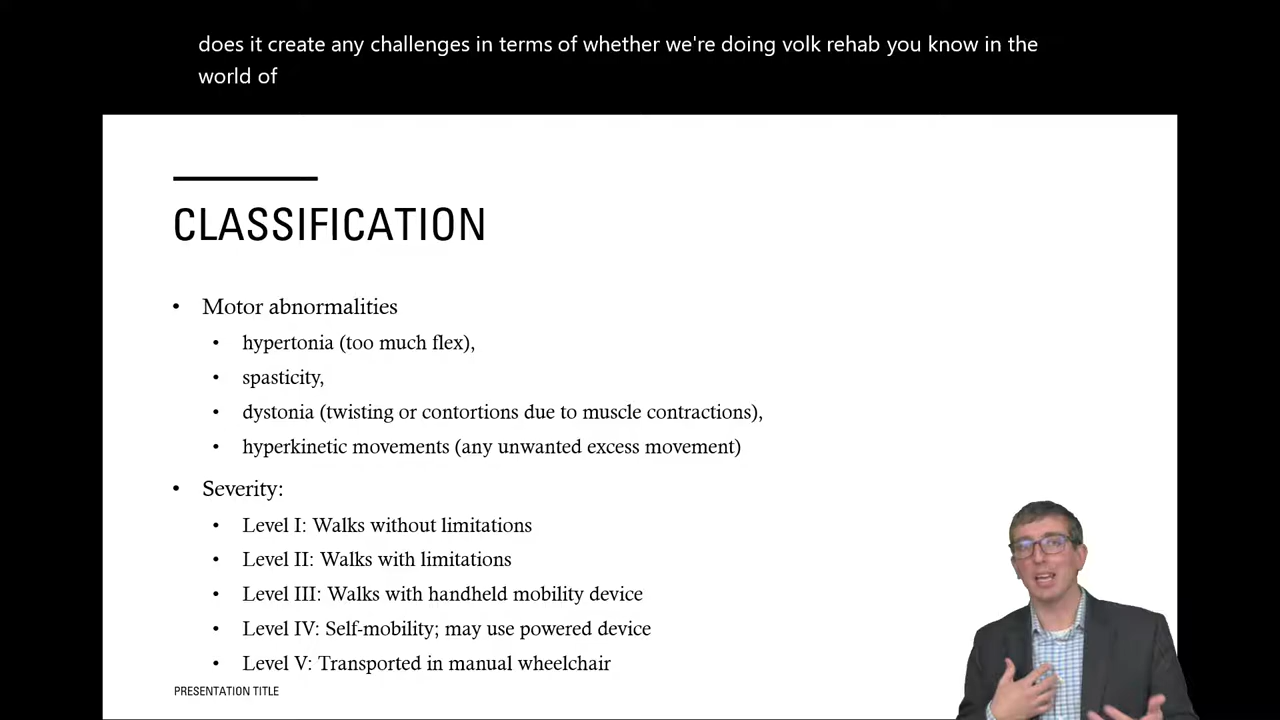 does it create any challenges in terms of whether we're doing volk rehab you know in the
world of
CLASSIFICATION
• Motor abnormalities
• hypertonia (too much flex),
• spasticity,
• dystonia (twisting or contortions due to muscle contractions),
• hyperkinetic movements (any unwanted excess movement)
• Severity:
• Level I: Walks without limitations
• Level II: Walks with limitations
• Level III: Walks with handheld mobility device
• Level IV: Self-mobility; may use powered device
• Level V: Transported in manual wheelchair
PRESENTATION TITLE